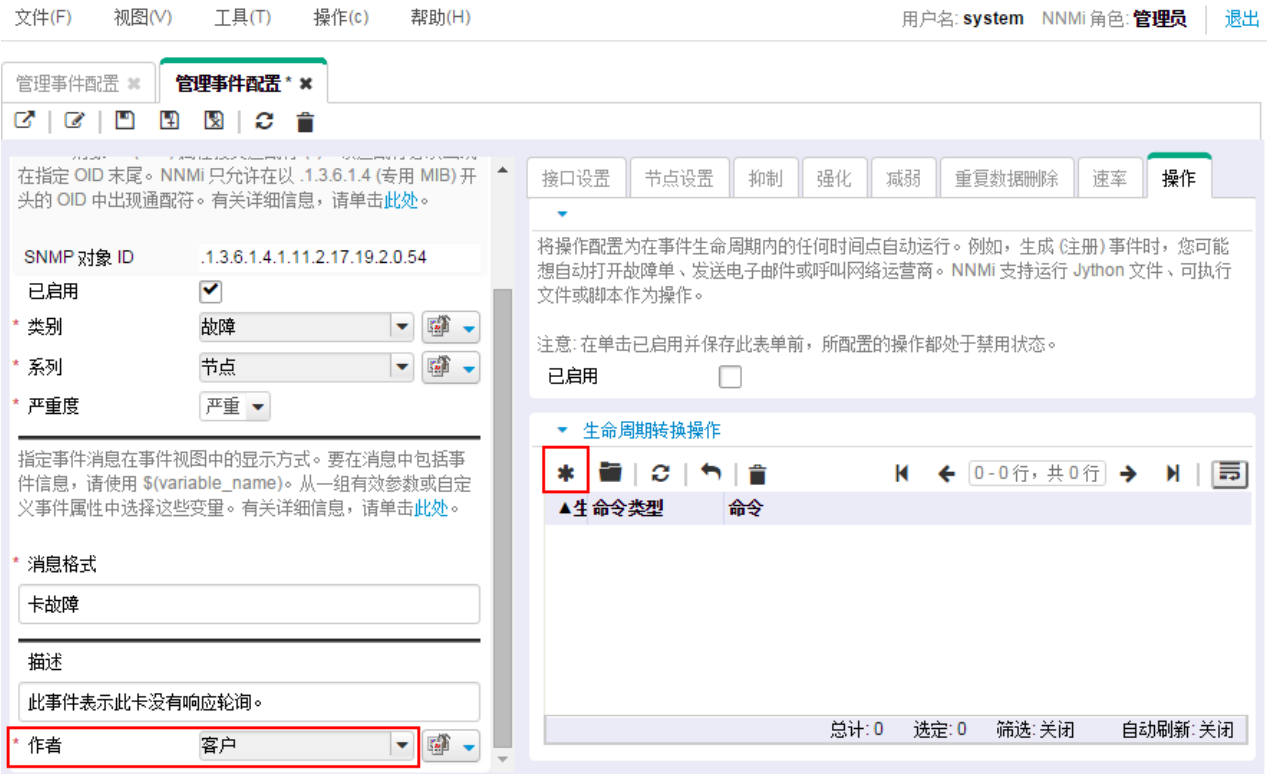 文件(F) 视图(V) 工具(T) 操作(c) 帮助(H) 用户名: system NNMi 角色: 管理员 退出
管理事件配置 管理事件配置 *
在指定 OID 末尾。NNMi 只允许在以 .1.3.6.1.4 (专用 MIB) 开
头的 OID 中出现通配符。有关详细信息，请单击此处。
SNMP 对象 ID .1.3.6.1.4.1.11.2.17.19.2.0.54
已启用
* 类别 故障
* 系列 节点
* 严重度 严重
指定事件消息在事件视图中的显示方式。要在消息中包括事
件信息，请使用 $(variable_name)。从一组有效参数或自定
义事件属性中选择这些变量。有关详细信息，请单击此处。
* 消息格式
卡故障
描述
此事件表示此卡没有响应轮询。
* 作者 客户
接口设置 节点设置 抑制 强化 减弱 重复数据删除 速率 操作
将操作配置为在事件生命周期内的任何时间点自动运行。例如，生成 (注册) 事件时，您可能
想自动打开故障单、发送电子邮件或呼叫网络运营商。NNMi 支持运行 Jython 文件、可执行
文件或脚本作为操作。
注意: 在单击已启用并保存此表单前，所配置的操作都处于禁用状态。
已启用
生命周期转换操作
0 - 0 行，共 0 行
▲生 命令类型 命令
总计: 0 选定: 0 筛选: 关闭 自动刷新: 关闭